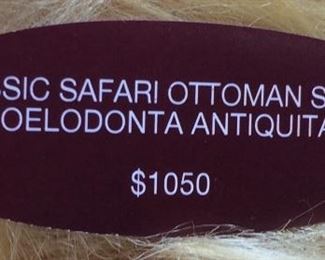 SSIC SAFARI OTTOMAN S
OELODONTA ANTIQUITA
$1050